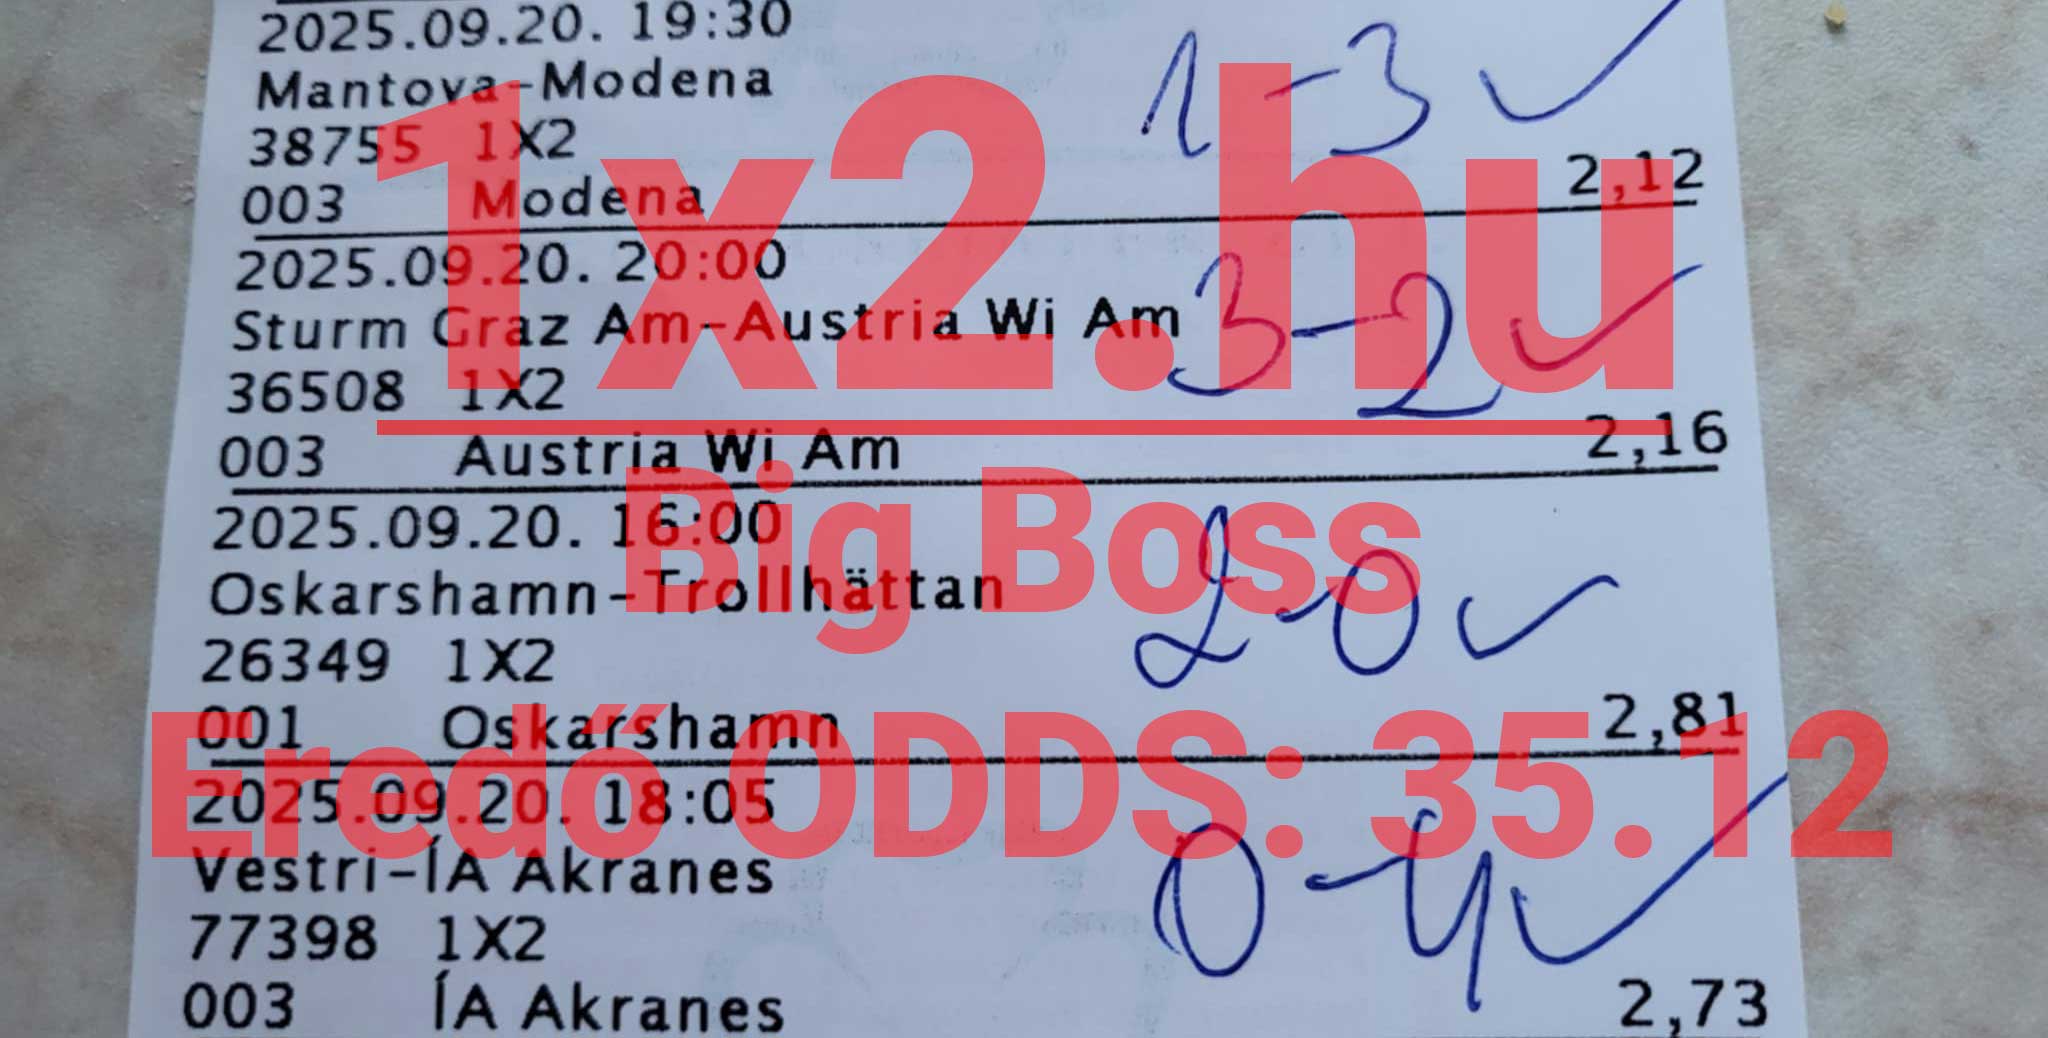 2025.09.20. 19:30
Mantova-Modena
1-3 ✓
38755 1X2
003 Modena 2,12
2025.09.20. 20:00
Sturm Graz Am-Austria Wi Am
3-2 ✓
36508 1X2
003 Austria Wi Am 2,16
2025.09.20. 16:00
Oskarshamn-Trollhättan
2-0 ✓
26349 1X2
001 Oskarshamn 2,81
2025.09.20. 18:05
Vestri-ÍA Akranes
0-4 ✓
77398 1X2
003 ÍA Akranes 2,73
1x2.hu
Big Boss
Eredő ODDS: 35.12